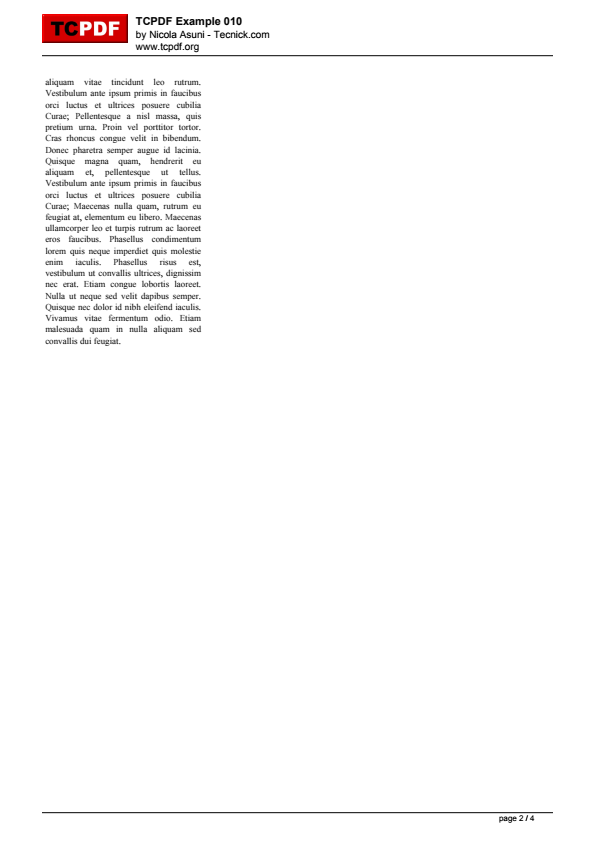 TCPDF
TCPDF Example 010
by Nicola Asuni - Tecnick.com
www.tcpdf.org
aliquam vitae tincidunt leo rutrum.
Vestibulum ante ipsum primis in faucibus
orci luctus et ultrices posuere cubilia
Curae; Pellentesque a nisl massa, quis
pretium urna. Proin vel porttitor tortor.
Cras rhoncus congue velit in bibendum.
Donec pharetra semper augue id lacinia.
Quisque magna quam, hendrerit eu
aliquam et, pellentesque ut tellus.
Vestibulum ante ipsum primis in faucibus
orci luctus et ultrices posuere cubilia
Curae; Maecenas nulla quam, rutrum eu
feugiat at, elementum eu libero. Maecenas
ullamcorper leo et turpis rutrum ac laoreet
eros faucibus. Phasellus condimentum
lorem quis neque imperdiet quis molestie
enim iaculis. Phasellus risus est,
vestibulum ut convallis ultrices, dignissim
nec erat. Etiam congue lobortis laoreet.
Nulla ut neque sed velit dapibus semper.
Quisque nec dolor id nibh eleifend iaculis.
Vivamus vitae fermentum odio. Etiam
malesuada quam in nulla aliquam sed
convallis dui feugiat.
page 2 / 4